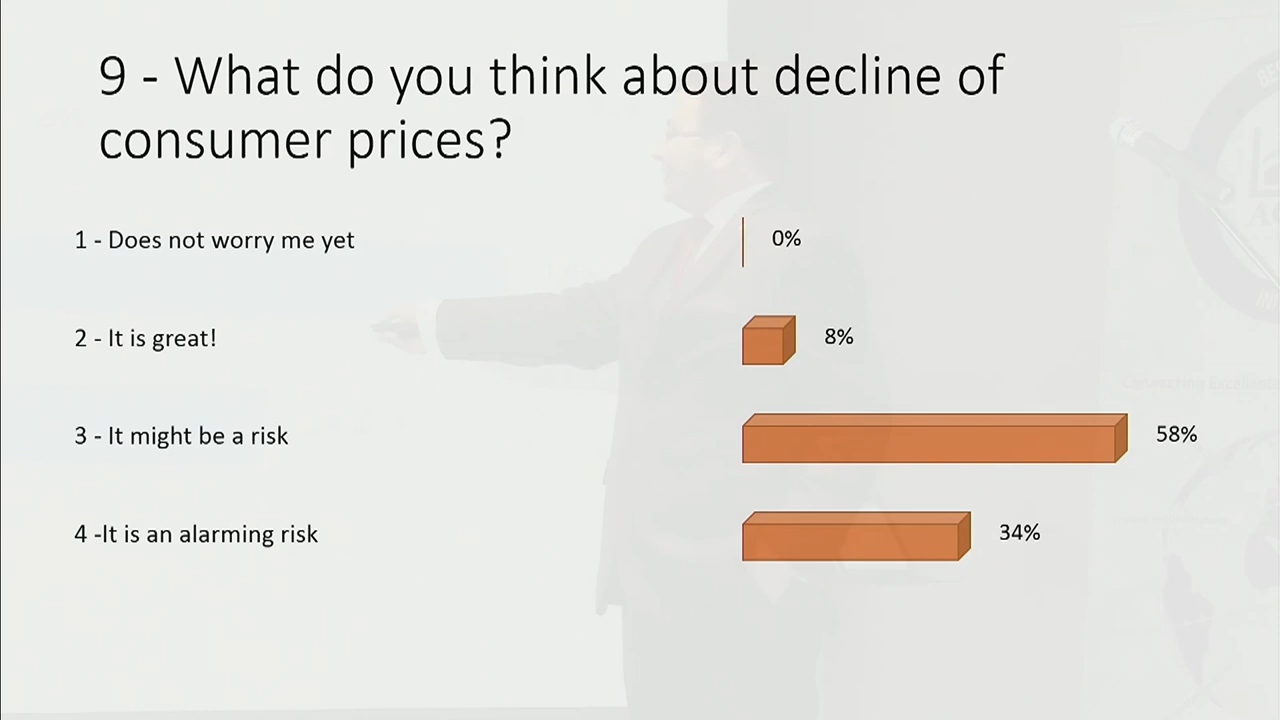 9 - What do you think about decline of
consumer prices?
1 - Does not worry me yet
0%
2 - It is great!
8%
3 - It might be a risk
58%
4 -It is an alarming risk
34%